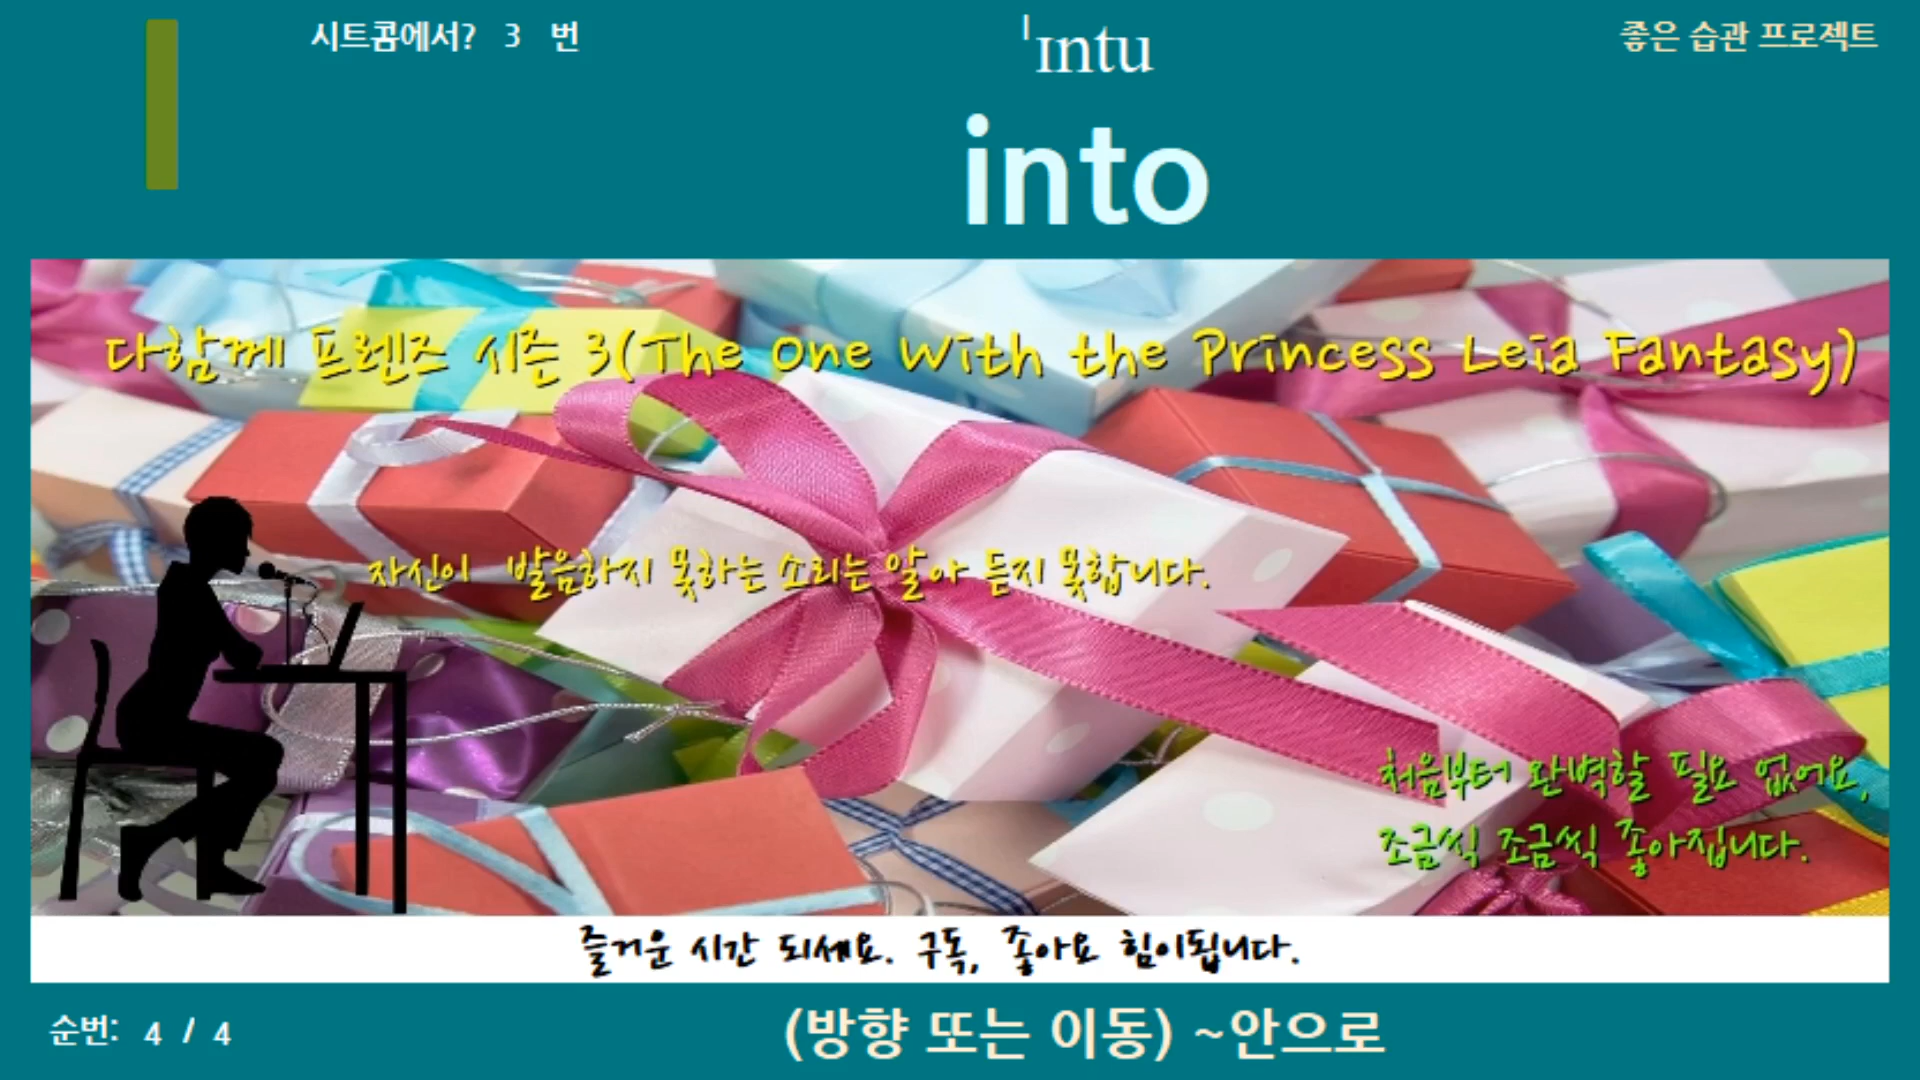 시트콤에서? 3 번
ˈɪntu
좋은 습관 프로젝트
into
다함께 프렌즈 시즌 3(The One With the Princess Leia Fantasy)
자신이 발음하지 못하는 소리는 알아 듣지 못합니다.
처음부터 완벽할 필요 없어요,
조금씩 조금씩 좋아집니다.
즐거운 시간 되세요. 구독, 좋아요 힘이됩니다.
순번: 4 / 4
(방향 또는 이동) ~안으로